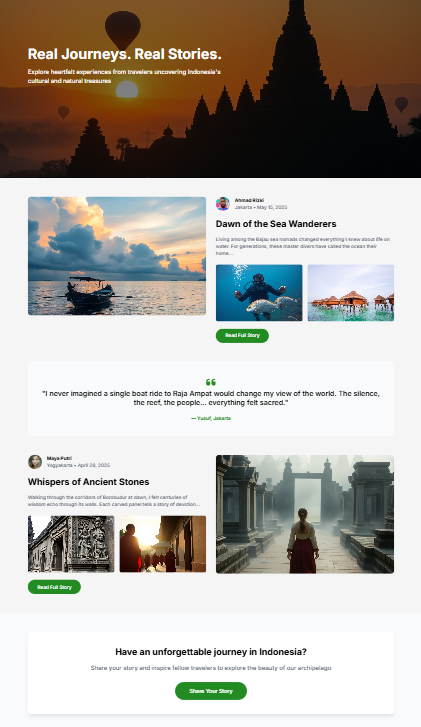 Real Journeys. Real Stories.
Explore heartfelt experiences from travelers uncovering Indonesia's
cultural and natural treasures
Ahmad Rizki
Jakarta • May 15, 2025
Dawn of the Sea Wanderers
Living among the Bajau sea nomads changed everything I knew about life on
water. For generations, these master divers have called the ocean their
home...
Read Full Story
"I never imagined a single boat ride to Raja Ampat would change my view of the world. The silence,
the reef, the people... everything felt sacred."
— Yusuf, Jakarta
Maya Putri
Yogyakarta • April 28, 2025
Whispers of Ancient Stones
Walking through the corridors of Borobudur at dawn, I felt centuries of
wisdom echo through its walls. Each carved panel tells a story of devotion...
Read Full Story
Have an unforgettable journey in Indonesia?
Share your story and inspire fellow travelers to explore the beauty of our archipelago
Share Your Story